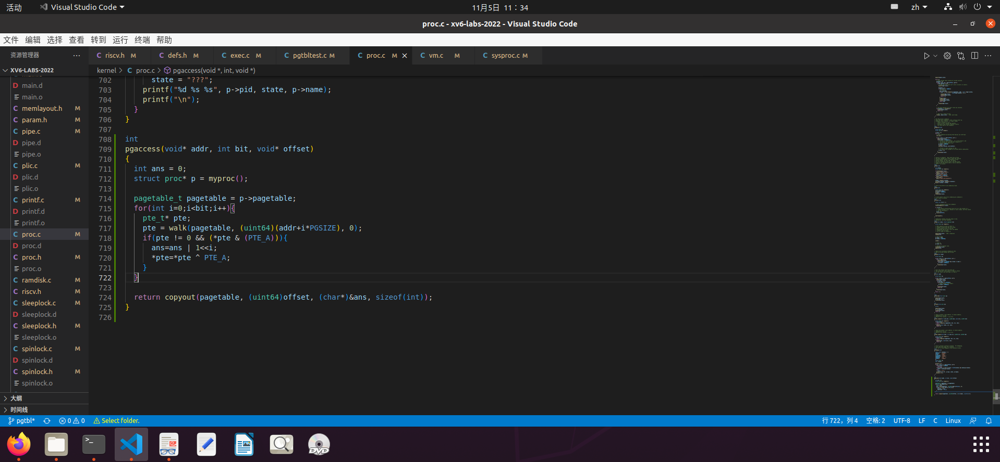 活动
Visual Studio Code
11月5日 11：34
zh
proc.c - xv6-labs-2022 - Visual Studio Code
文件 编辑 选择 查看 转到 运行 终端 帮助
资源管理器
riscv.h M
defs.h M
exec.c M
pgtbltest.c M
proc.c M
vm.c M
sysproc.c M
XV6-LABS-2022
kernel > C proc.c > pgaccess(void *, int, void *)
D main.d
main.o
C memlayout.h M
C param.h M
C pipe.c M
D pipe.d
pipe.o
C plic.c M
D plic.d
plic.o
C printf.c M
D printf.d
printf.o
C proc.c M
D proc.d
C proc.h M
proc.o
C ramdisk.c M
C riscv.h M
C sleeplock.c M
D sleeplock.d
C sleeplock.h M
sleeplock.o
C spinlock.c M
D spinlock.d
C spinlock.h M
spinlock.o
大纲
时间线
702       state = "???";
703     printf("%d %s %s", p->pid, state, p->name);
704     printf("\n");
705   }
706 }
707
708 int
709 pgaccess(void* addr, int bit, void* offset)
710 {
711   int ans = 0;
712   struct proc* p = myproc();
713
714   pagetable_t pagetable = p->pagetable;
715   for(int i=0;i<bit;i++){
716     pte_t* pte;
717     pte = walk(pagetable, (uint64)(addr+i*PGSIZE), 0);
718     if(pte != 0 && (*pte & (PTE_A))){
719       ans=ans | 1<<i;
720       *pte=*pte ^ PTE_A;
721     }
722   }
723
724   return copyout(pagetable, (uint64)offset, (char*)&ans, sizeof(int));
725 }
726
pgtbl* 0 0 Select folder.
行 722，列 4 空格: 2 UTF-8 LF C Linux
>_
DVD